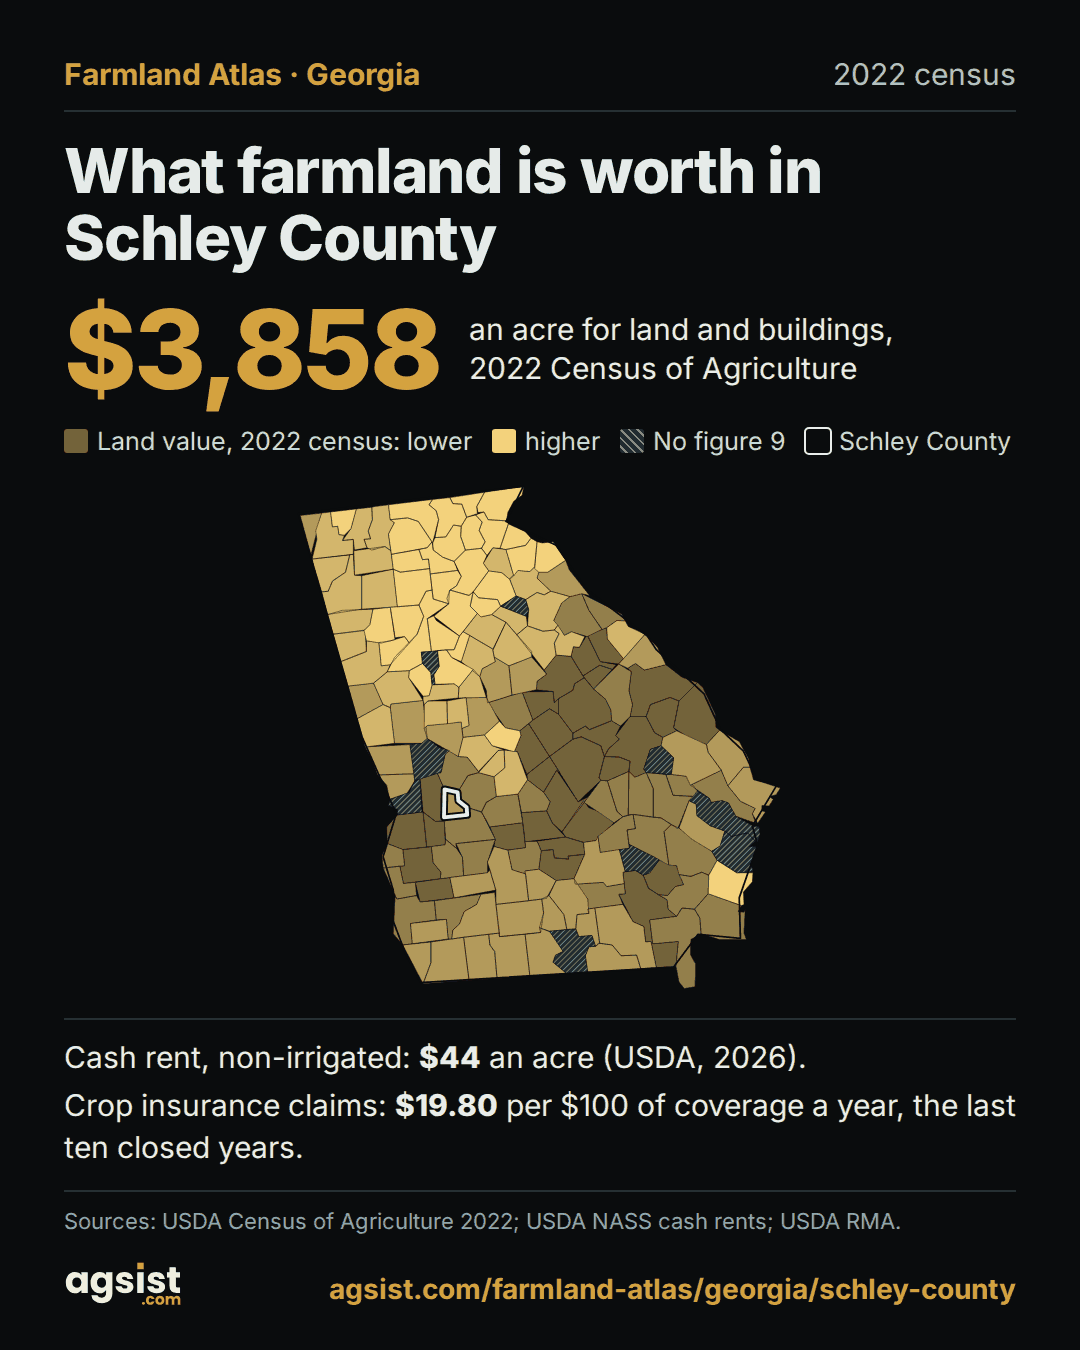 Farmland Atlas · Georgia
2022 census
What farmland is worth in
Schley County
$3,858
an acre for land and buildings,
2022 Census of Agriculture
Land value, 2022 census: lower higher No figure 9 Schley County
Cash rent, non-irrigated: $44 an acre (USDA, 2026).
Crop insurance claims: $19.80 per $100 of coverage a year, the last
ten closed years.
Sources: USDA Census of Agriculture 2022; USDA NASS cash rents; USDA RMA.
agsist
.com
agsist.com/farmland-atlas/georgia/schley-county